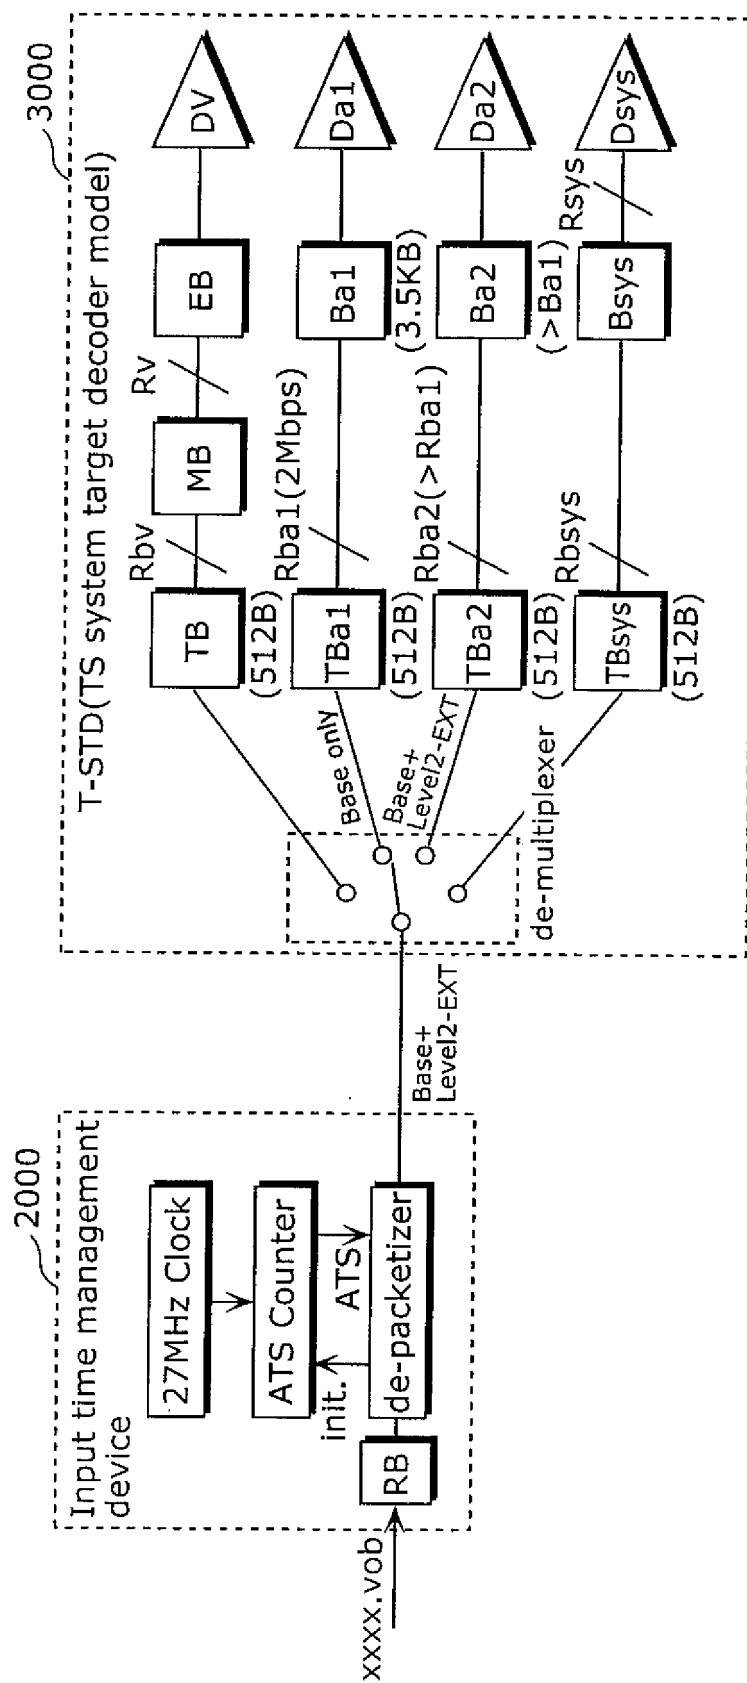 3000
T-STD(TS system target decoder model)
TB
(512B)
Rbv
MB
Rv
EB
DV
Base only
TBa1
(512B)
Rba1(2Mbps)
Ba1
(3.5KB)
Da1
Base+
Level2-EXT
TBa2
(512B)
Rba2(>Rba1)
Ba2
(>Ba1)
Da2
de-multiplexer
TBsys
(512B)
Rbsys
Bsys
Rsys
Dsys
2000
Input time management
device
27MHz Clock
ATS Counter
init.
ATS
de-packetizer
RB
xxxx.vob
Base+
Level2-EXT